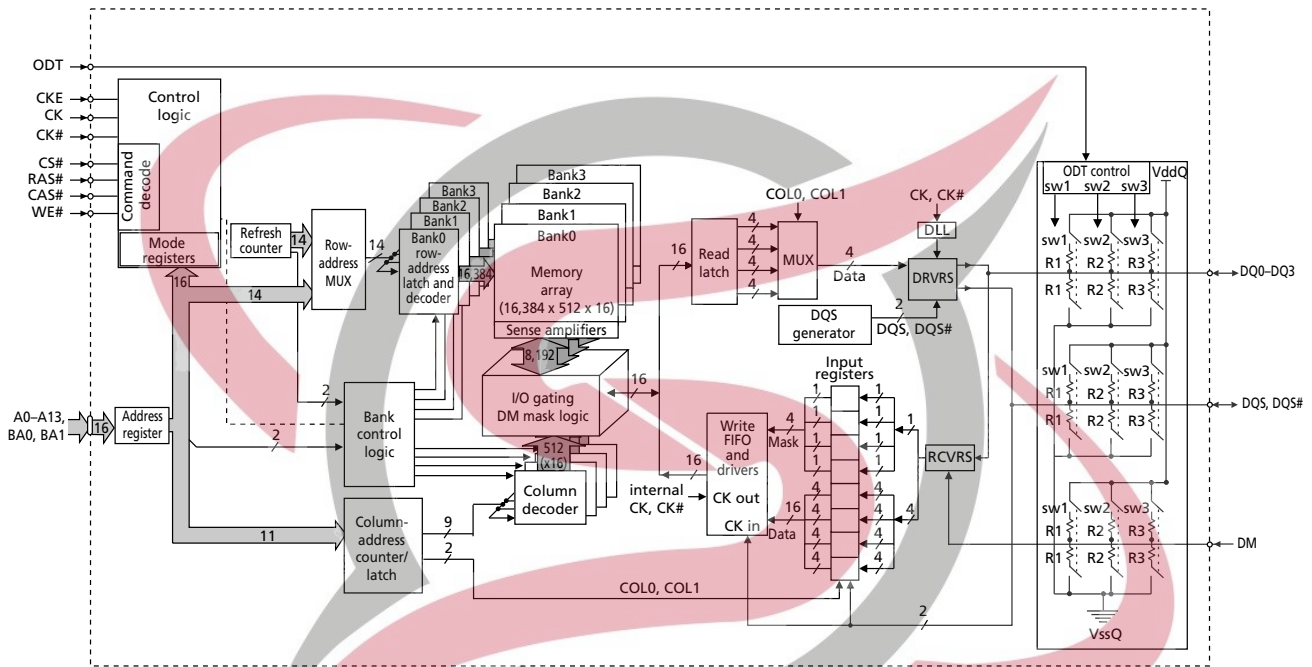 ODT
CKE
CK
CK#
CS#
RAS#
CAS#
WE#
Control
logic
Command
decode
Mode
registers
16
14
Refresh
counter
14
Row-
address
MUX
14
Bank3
Bank2
Bank1
Bank0
row-
address
latch and
decoder
16,384
Bank3
Bank2
Bank1
Bank0
Memory
array
(16,384 x 512 x 16)
Sense amplifiers
8,192
I/O gating
DM mask logic
16
512
(x16)
Column
decoder
16
Read
latch
4
4
4
4
COL0, COL1
MUX
4
Data
CK, CK#
DLL
DRVRS
DQS
generator
2
DQS, DQS#
ODT control
VddQ
sw1 sw2 sw3
sw1 sw2 sw3
R1 R2 R3
R1 R2 R3
DQ0–DQ3
sw1 sw2 sw3
R1 R2 R3
R1 R2 R3
DQS, DQS#
sw1 sw2 sw3
R1 R2 R3
R1 R2 R3
DM
VssQ
A0–A13,
BA0, BA1
16
Address
register
2
2
Bank
control
logic
11
Column-
address
counter/
latch
9
2
COL0, COL1
16
internal
CK, CK#
Write
FIFO
and
drivers
CK out
CK in
4
Mask
16
Data
Input
registers
1 1
1 1
1 1
1 1
4 4
4 4
4 4
4 4
1
4
RCVRS
2